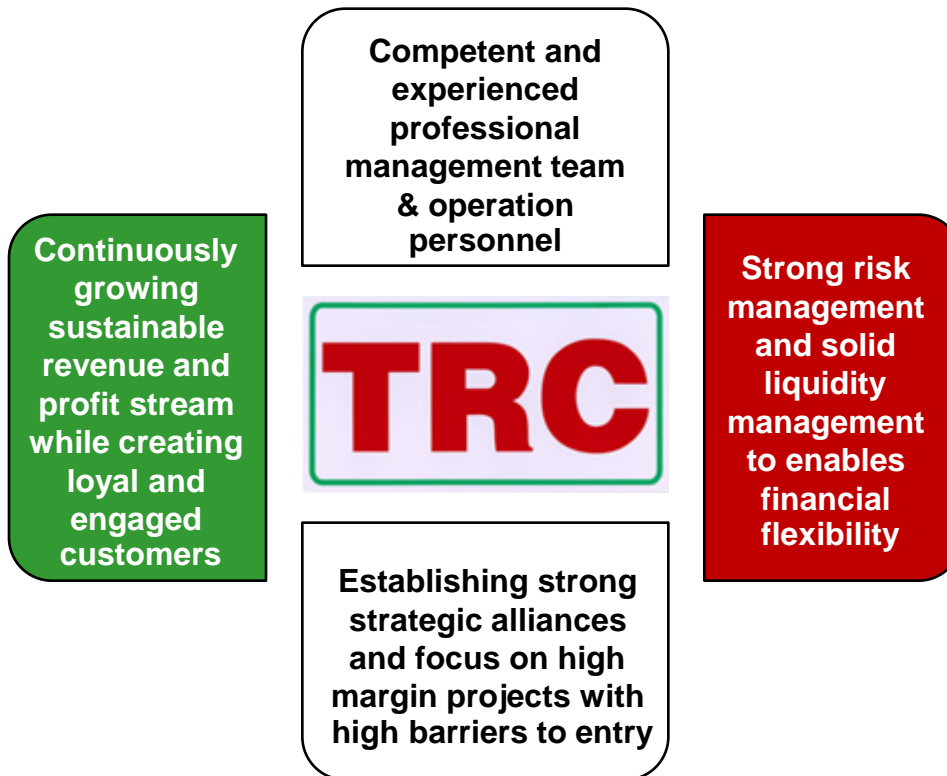 Competent and
experienced
professional
management team
& operation
personnel
Continuously
growing
sustainable
revenue and
profit stream
while creating
loyal and
engaged
customers
TRC
Strong risk
management
and solid
liquidity
management
to enables
financial
flexibility
Establishing strong
strategic alliances
and focus on high
margin projects with
high barriers to entry